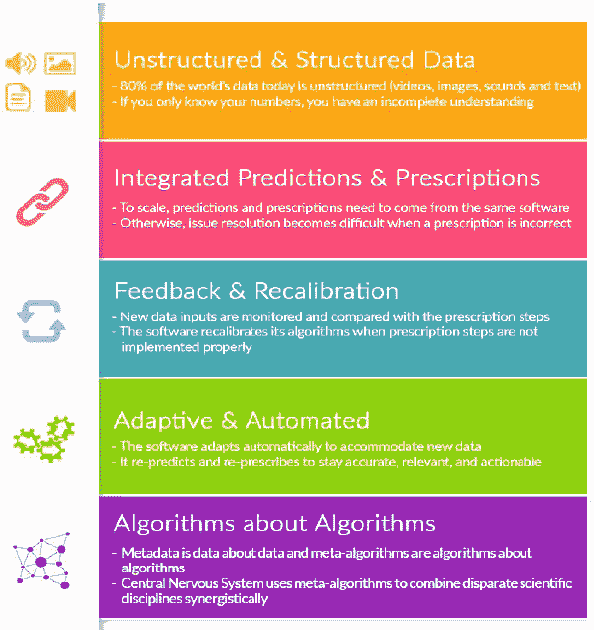 Unstructured & Structured Data
- 80% of the world's data today is unstructured (videos, images, sounds and text)
- If you only know your numbers, you have an incomplete understanding
Integrated Predictions & Prescriptions
- To scale, predictions and prescriptions need to come from the same software
- Otherwise, issue resolution becomes difficult when a prescription is incorrect
Feedback & Recalibration
- New data inputs are monitored and compared with the prescription steps
- The software recalibrates its algorithms when prescription steps are not
implemented properly
Adaptive & Automated
- The software adapts automatically to accommodate new data
- It re-predicts and re-prescribes to stay accurate, relevant, and actionable
Algorithms about Algorithms
- Metadata is data about data and meta-algorithms are algorithms about
algorithms
- Central Nervous System uses meta-algorithms to combine disparate scientific
disciplines synergistically